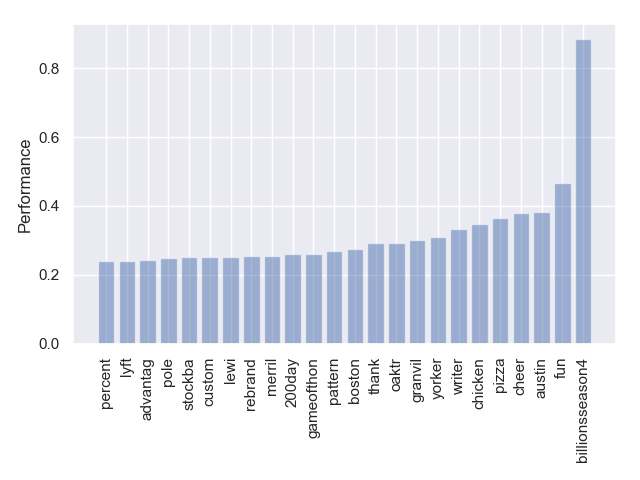 Performance
0.8
0.6
0.4
0.2
0.0
percent
lyft
advantag
pole
stockba
custom
lewi
rebrand
merril
200day
gameofthon
pattern
boston
thank
oaktr
granvil
yorker
writer
chicken
pizza
cheer
austin
fun
billionsseason4